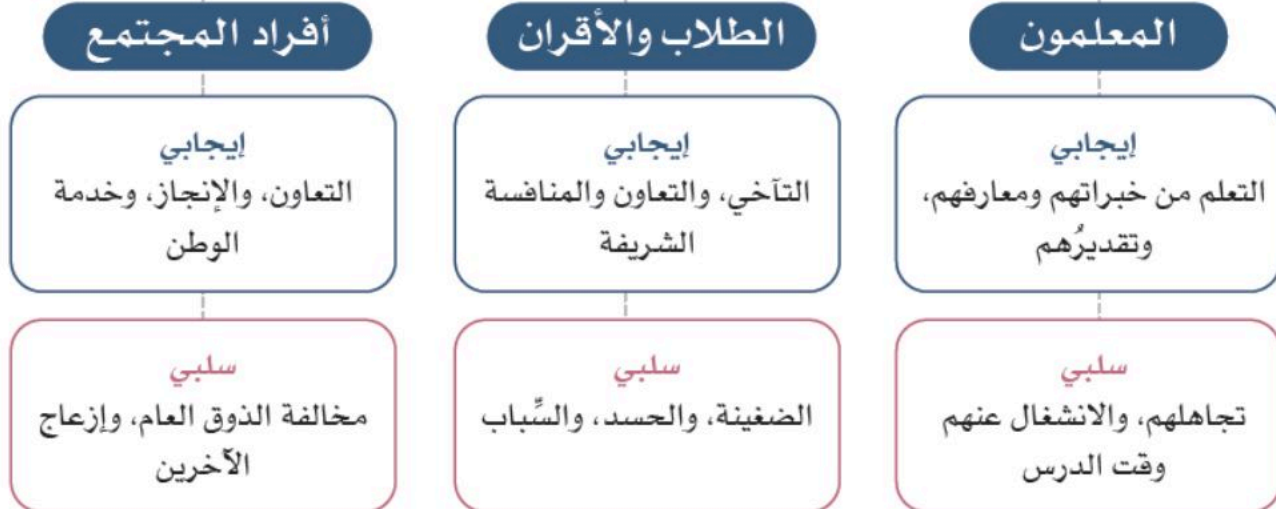 المعلمون
إيجابي
التعلم من خبراتهم ومعارفهم،
وتقديرُهم
سلبي
تجاهلهم، والانشغال عنهم
وقت الدرس
الطلاب والأقران
إيجابي
التآخي، والتعاون والمنافسة
الشريفة
سلبي
الضغينة، والحسد، والسِّباب
أفراد المجتمع
إيجابي
التعاون، والإنجاز، وخدمة
الوطن
سلبي
مخالفة الذوق العام، وإزعاج
الآخرين